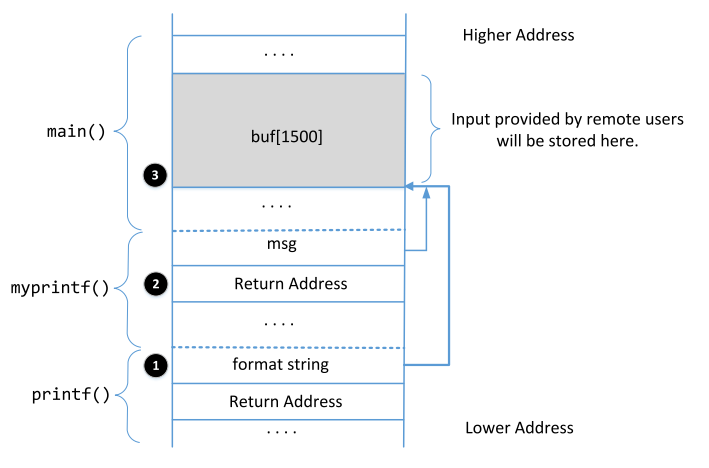 Higher Address
. . . .
main()
buf[1500]
Input provided by remote users
will be stored here.
3
. . . .
msg
myprintf()
2
Return Address
. . . .
1
format string
printf()
Return Address
. . . .
Lower Address